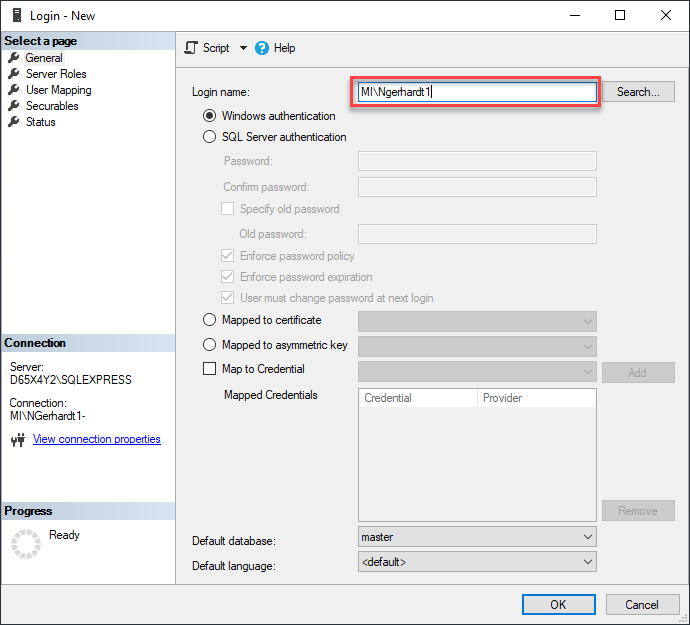 Login - New
Select a page
General
Server Roles
User Mapping
Securables
Status
Script
Help
Login name:
MI\Ngerhardt1
Search...
Windows authentication
SQL Server authentication
Password:
Confirm password:
Specify old password
Old password:
Enforce password policy
Enforce password expiration
User must change password at next login
Mapped to certificate
Mapped to asymmetric key
Map to Credential
Add
Mapped Credentials
Credential Provider
Remove
Default database:
master
Default language:
<default>
Connection
Server:
D65X4Y2\SQLEXPRESS
Connection:
MI\NGerhardt1-
View connection properties
Progress
Ready
OK
Cancel